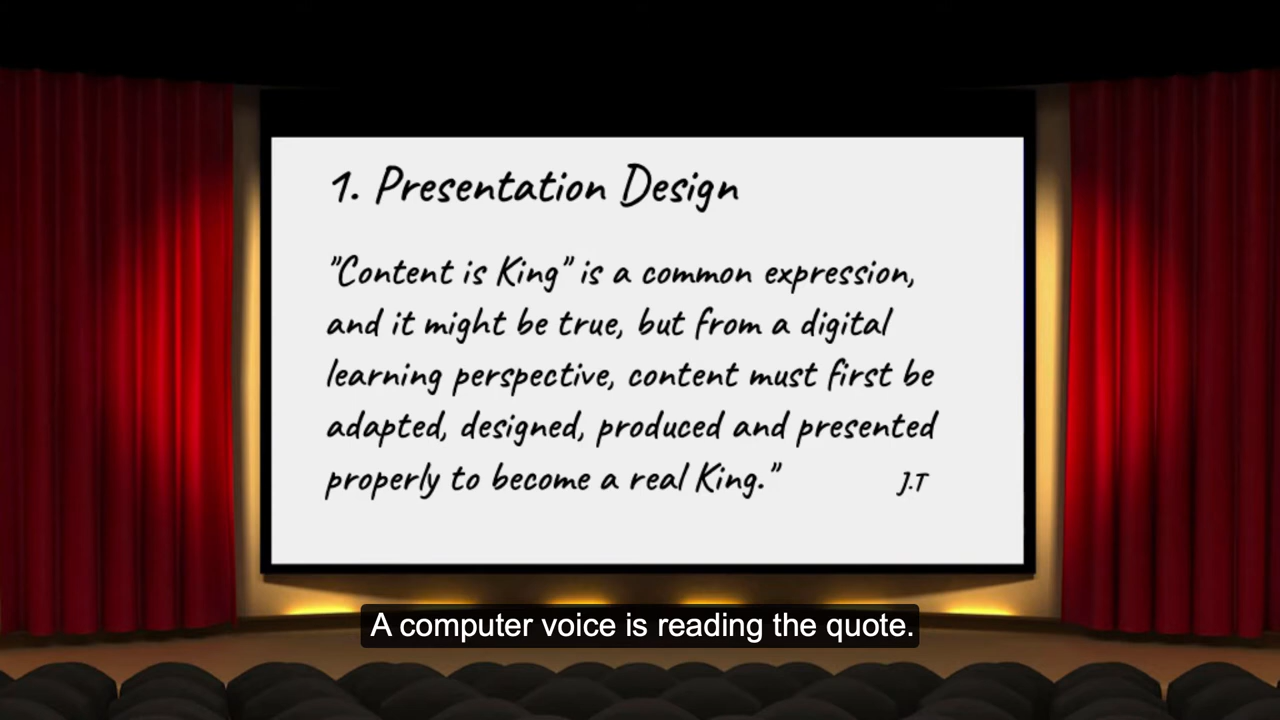 1. Presentation Design
"Content is King" is a common expression,
and it might be true, but from a digital
learning perspective, content must first be
adapted, designed, produced and presented
properly to become a real King."
J.T
A computer voice is reading the quote.